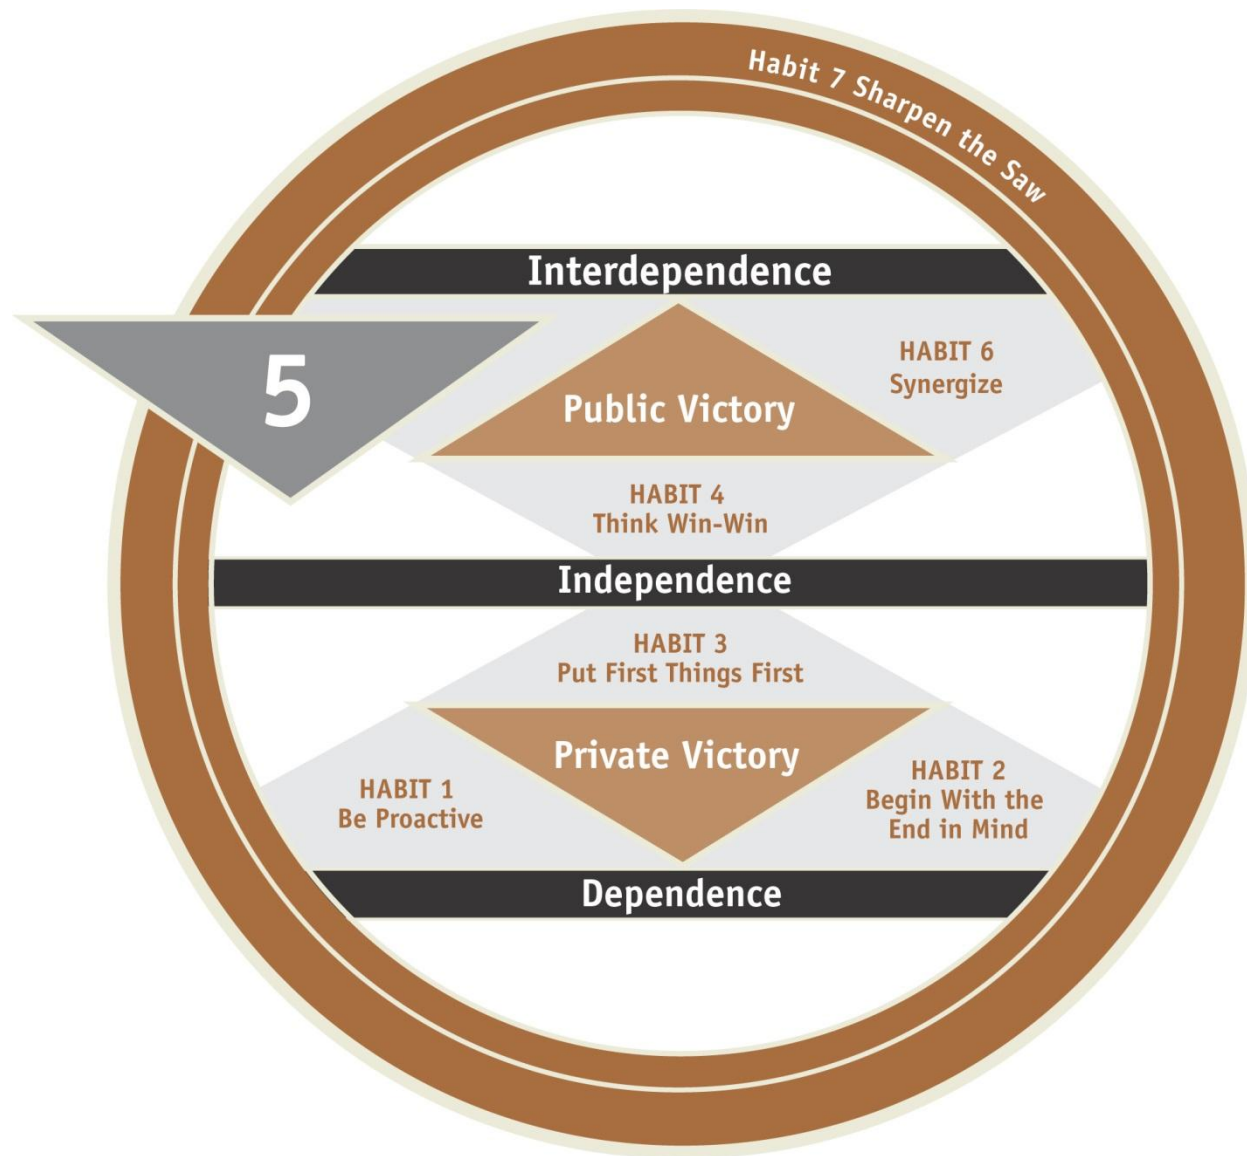 Habit 7 Sharpen the Saw
Interdependence
5
HABIT 6
Synergize
Public Victory
HABIT 4
Think Win-Win
Independence
HABIT 3
Put First Things First
Private Victory
HABIT 1
Be Proactive
HABIT 2
Begin With the
End in Mind
Dependence